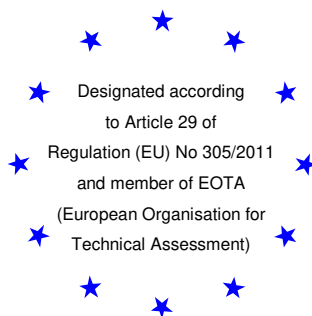 Designated according
to Article 29 of
Regulation (EU) No 305/2011
and member of EOTA
(European Organisation for
Technical Assessment)